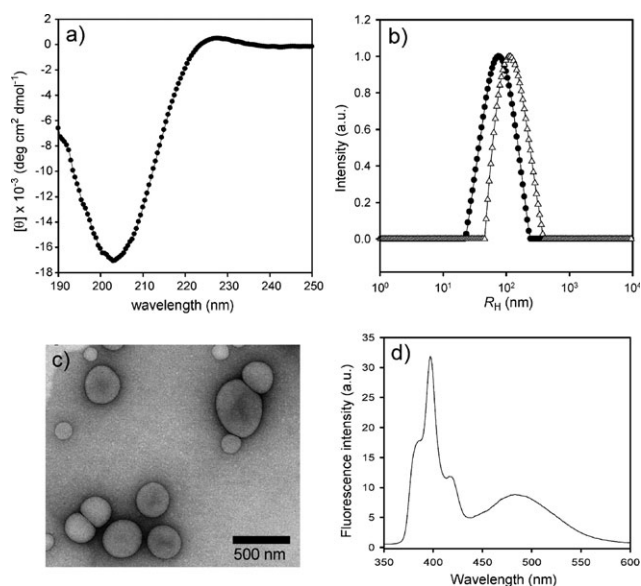 a)
2
0
-2
-4
-6
-8
-10
-12
-14
-16
-18
190 200 210 220 230 240 250
[θ] x 10⁻³ (deg cm² dmol⁻¹)
wavelength (nm)
b)
1.0
0.8
0.6
0.4
0.2
0.0
10⁰ 10¹ 10² 10³ 10⁴
Intensity (a.u.)
R_H (nm)
c)
500 nm
d)
35
30
25
20
15
10
5
0
350 400 450 500 550 600
Fluorescence intensity (a.u.)
Wavelength (nm)